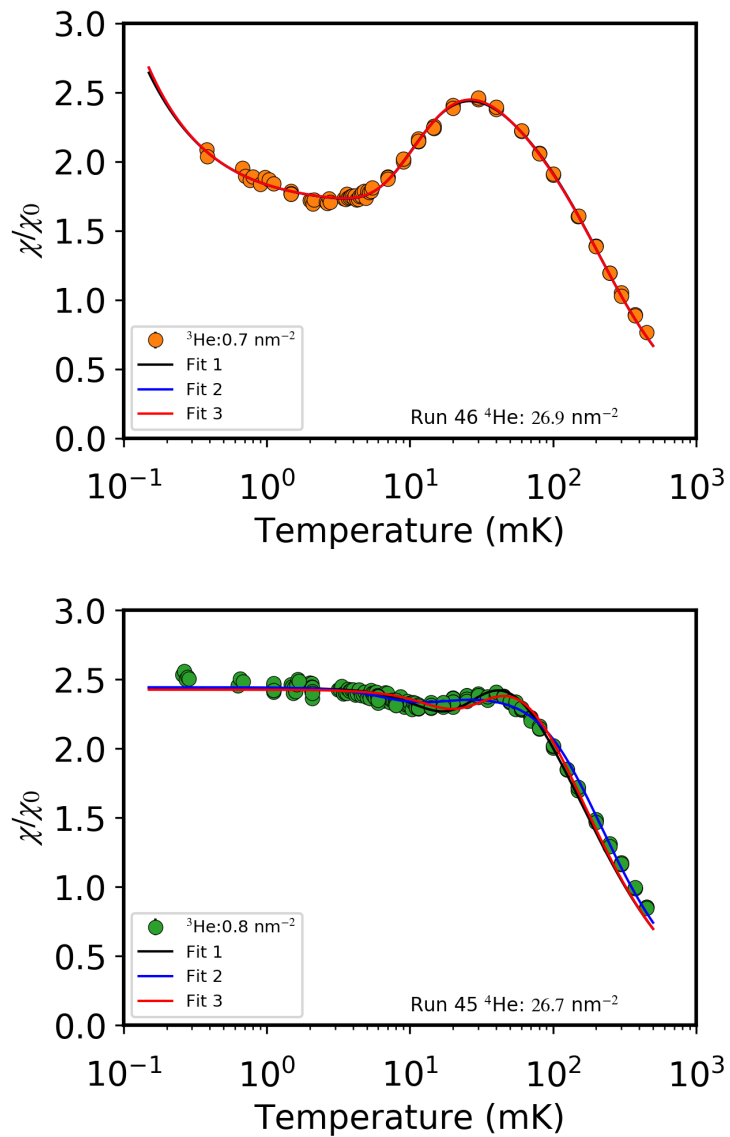 3.0
2.5
2.0
1.5
1.0
0.5
0.0
χ/χ₀
³He:0.7 nm⁻²
Fit 1
Fit 2
Fit 3
Run 46 ⁴He: 26.9 nm⁻²
10⁻¹ 10⁰ 10¹ 10² 10³
Temperature (mK)
3.0
2.5
2.0
1.5
1.0
0.5
0.0
χ/χ₀
³He:0.8 nm⁻²
Fit 1
Fit 2
Fit 3
Run 45 ⁴He: 26.7 nm⁻²
10⁻¹ 10⁰ 10¹ 10² 10³
Temperature (mK)